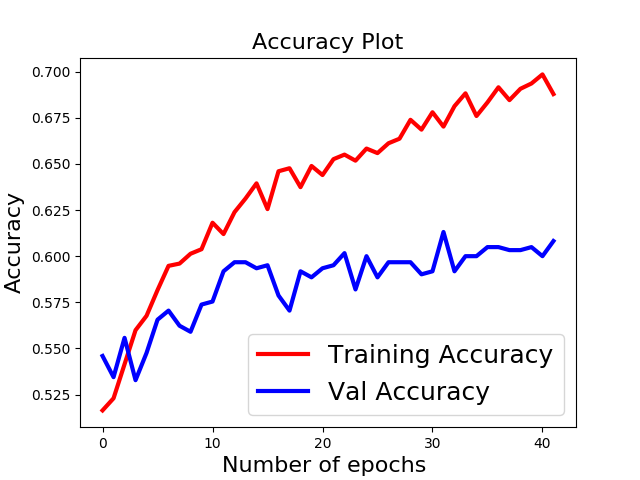 Accuracy Plot
Accuracy
0.700
0.675
0.650
0.625
0.600
0.575
0.550
0.525
Training Accuracy
Val Accuracy
0 10 20 30 40
Number of epochs